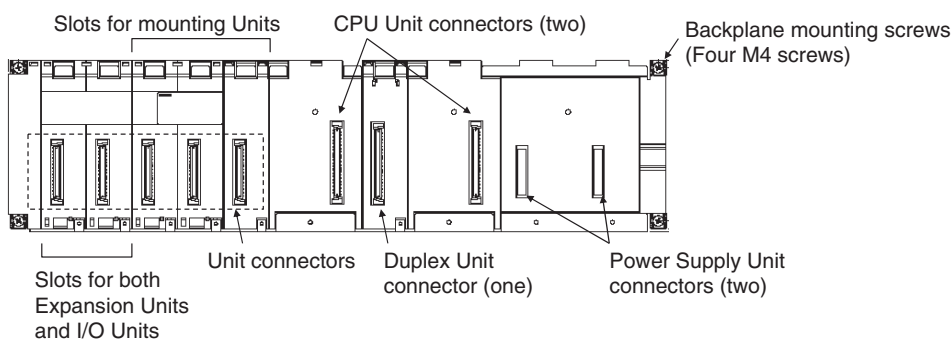 Slots for mounting Units
CPU Unit connectors (two)
Backplane mounting screws
(Four M4 screws)
Unit connectors
Duplex Unit
connector (one)
Power Supply Unit
connectors (two)
Slots for both
Expansion Units
and I/O Units